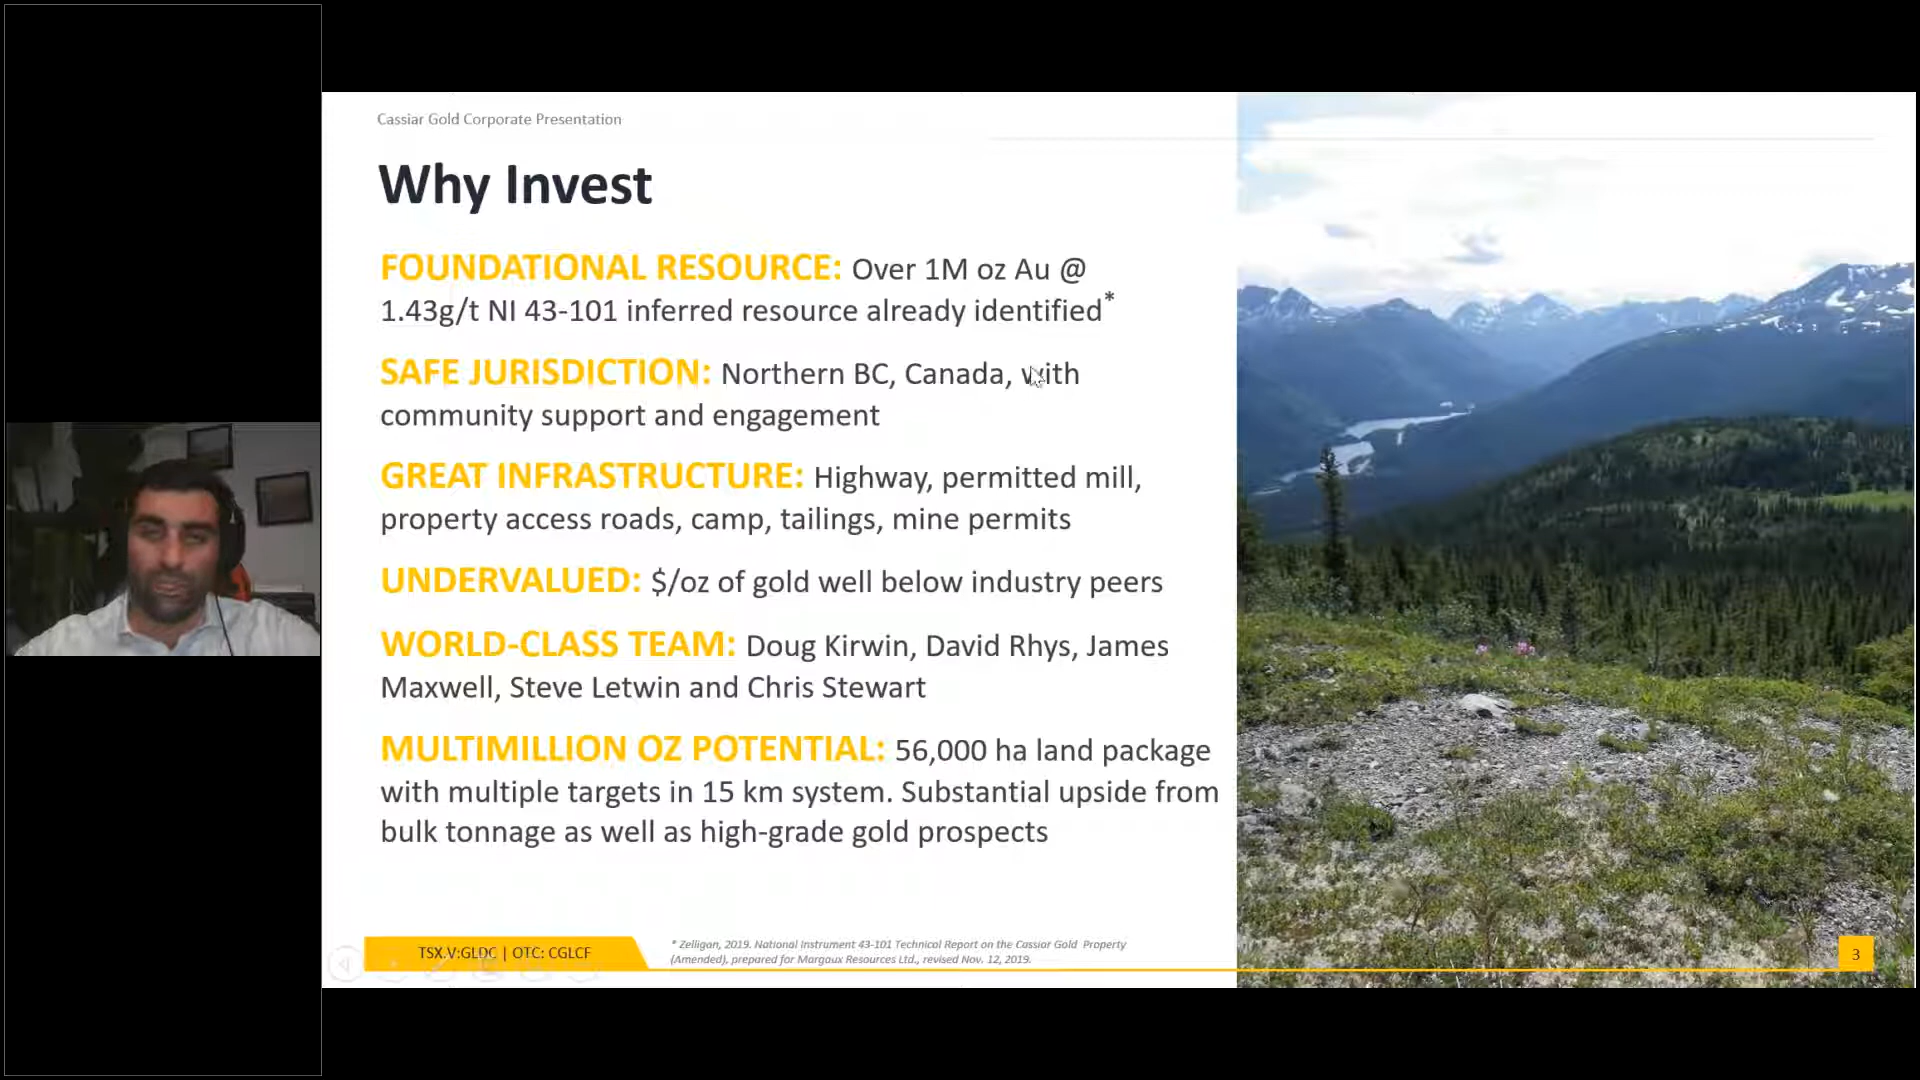 Cassiar Gold Corporate Presentation
Why Invest
FOUNDATIONAL RESOURCE: Over 1M oz Au @
1.43g/t NI 43-101 inferred resource already identified*
SAFE JURISDICTION: Northern BC, Canada, with
community support and engagement
GREAT INFRASTRUCTURE: Highway, permitted mill,
property access roads, camp, tailings, mine permits
UNDERVALUED: $/oz of gold well below industry peers
WORLD-CLASS TEAM: Doug Kirwin, David Rhys, James
Maxwell, Steve Letwin and Chris Stewart
MULTIMILLION OZ POTENTIAL: 56,000 ha land package
with multiple targets in 15 km system. Substantial upside from
bulk tonnage as well as high-grade gold prospects
TSX.V:GLDC | OTC: CGLCF
* Zelligan, 2019. National Instrument 43-101 Technical Report on the Cassiar Gold Property
(Amended), prepared for Margaux Resources Ltd., revised Nov. 12, 2019.
3